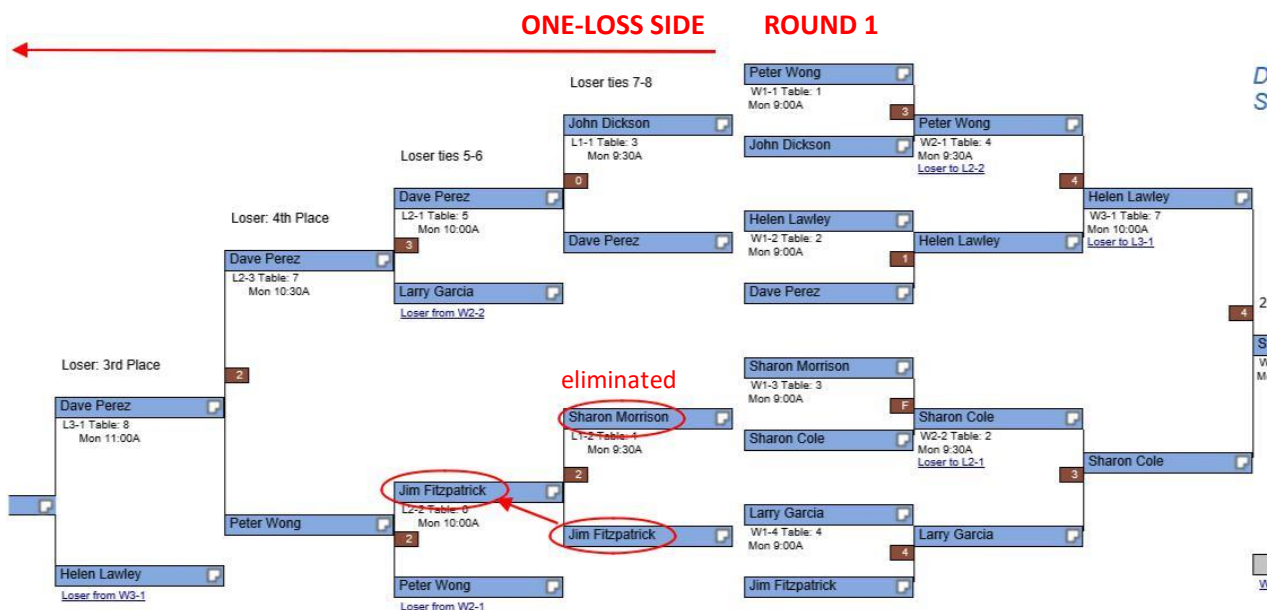 ONE-LOSS SIDE
ROUND 1
Loser ties 7-8
Loser ties 5-6
Loser: 4th Place
Loser: 3rd Place
Dave Perez
L3-1 Table: 8
Mon 11:00A
Helen Lawley
Loser from W3-1
Dave Perez
L2-3 Table: 7
Mon 10:30A
2
Peter Wong
Dave Perez
L2-1 Table: 5
Mon 10:00A
3
Larry Garcia
Loser from W2-2
Jim Fitzpatrick
Mon 10:00A
2
Peter Wong
Loser from W2-1
John Dickson
L1-1 Table: 3
Mon 9:30A
0
Dave Perez
eliminated
Sharon Morrison
L1-2 Table:
Mon 9:30A
2
Jim Fitzpatrick
Peter Wong
W1-1 Table: 1
Mon 9:00A
3
John Dickson
Helen Lawley
W1-2 Table: 2
Mon 9:00A
1
Dave Perez
Sharon Morrison
W1-3 Table: 3
Mon 9:00A
F
Sharon Cole
Larry Garcia
W1-4 Table: 4
Mon 9:00A
4
Jim Fitzpatrick
Peter Wong
W2-1 Table: 4
Mon 9:30A
Loser to L2-2
4
Helen Lawley
Sharon Cole
W2-2 Table: 2
Mon 9:30A
Loser to L2-1
3
Larry Garcia
Helen Lawley
W3-1 Table: 7
Mon 10:00A
Loser to L3-1
4
Sharon Cole
D
S
2
S
W